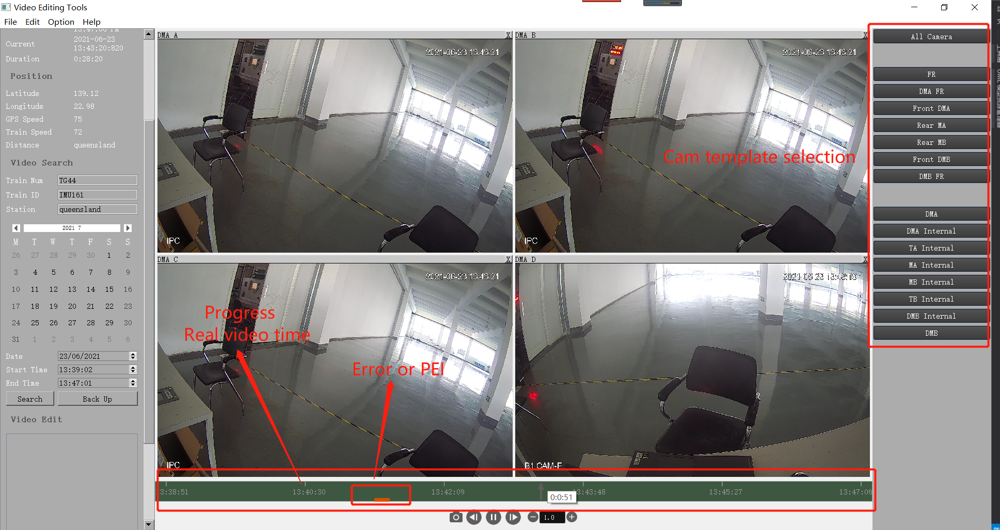 Video Editing Tools
File Edit Option Help
Current
2021-06-23
13:43:20:820
Duration 0:28:20
Position
Latitude 139.12
Longitude 22.98
GPS Speed 75
Train Speed 72
Distance queensland
Video Search
Train Num TG44
Train ID IMU161
Station queensland
2021 7
M T W T F S S
26 27 28 29 30 1 2
3 4 5 6 7 8 9
10 11 12 13 14 15 16
17 18 19 20 21 22 23
24 25 26 27 28 29 30
31 1 2 3 4 5 6
Date 23/06/2021
Start Time 13:39:02
End Time 13:47:01
Search Back Up
Video Edit
DMA A X
2021-06-23 13:43:21
IPC
DMA B X
2021-06-23 13:43:21
Cam template selection
IPC
DMA C X
2021-06-23 13:43:21
Progress
Real video time
Error or PEI
IPC
DMA D X
B1 CAM-F
13:38:51 13:40:30 13:42:09 13:43:48 13:45:27 13:47:06
0:0:51
1.0
All Camera
FR
DMA FR
Front DMA
Rear MA
Rear MB
Front DMB
DMB FR
DMA
DMA Internal
TA Internal
MA Internal
MB Internal
TB Internal
DMB Internal
DMB